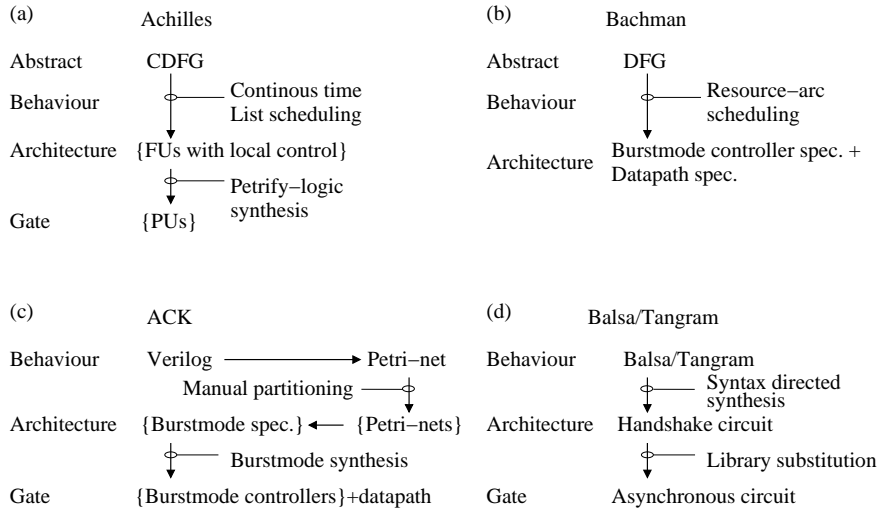 (a)
Achilles
Abstract CDFG
Continous time
Behaviour
List scheduling
Architecture {FUs with local control}
Petrify−logic
synthesis
Gate {PUs}
(b)
Bachman
Abstract DFG
Resource−arc
Behaviour
scheduling
Burstmode controller spec. +
Architecture
Datapath spec.
(c)
ACK
Behaviour Verilog Petri−net
Manual partitioning
Architecture {Burstmode spec.} {Petri−nets}
Burstmode synthesis
Gate {Burstmode controllers}+datapath
(d)
Balsa/Tangram
Behaviour Balsa/Tangram
Syntax directed
synthesis
Architecture Handshake circuit
Library substitution
Gate Asynchronous circuit